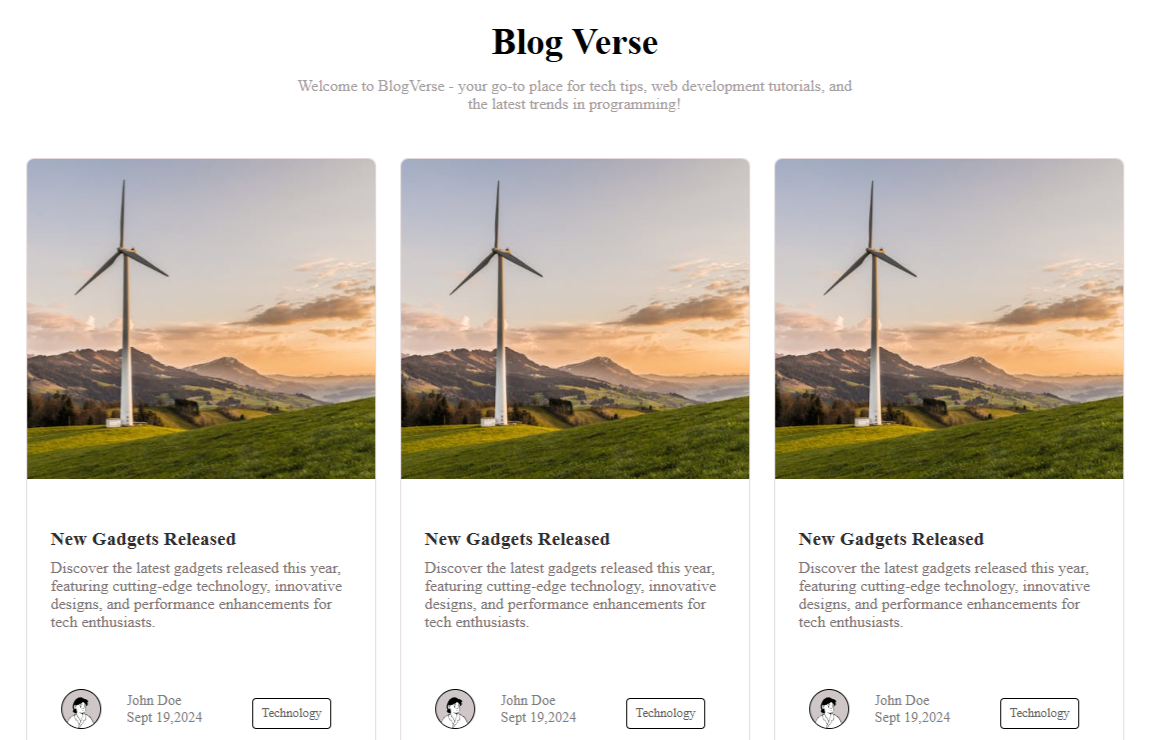 Blog Verse
Welcome to BlogVerse - your go-to place for tech tips, web development tutorials, and
the latest trends in programming!
New Gadgets Released
Discover the latest gadgets released this year,
featuring cutting-edge technology, innovative
designs, and performance enhancements for
tech enthusiasts.
John Doe
Sept 19,2024
Technology
New Gadgets Released
Discover the latest gadgets released this year,
featuring cutting-edge technology, innovative
designs, and performance enhancements for
tech enthusiasts.
John Doe
Sept 19,2024
Technology
New Gadgets Released
Discover the latest gadgets released this year,
featuring cutting-edge technology, innovative
designs, and performance enhancements for
tech enthusiasts.
John Doe
Sept 19,2024
Technology